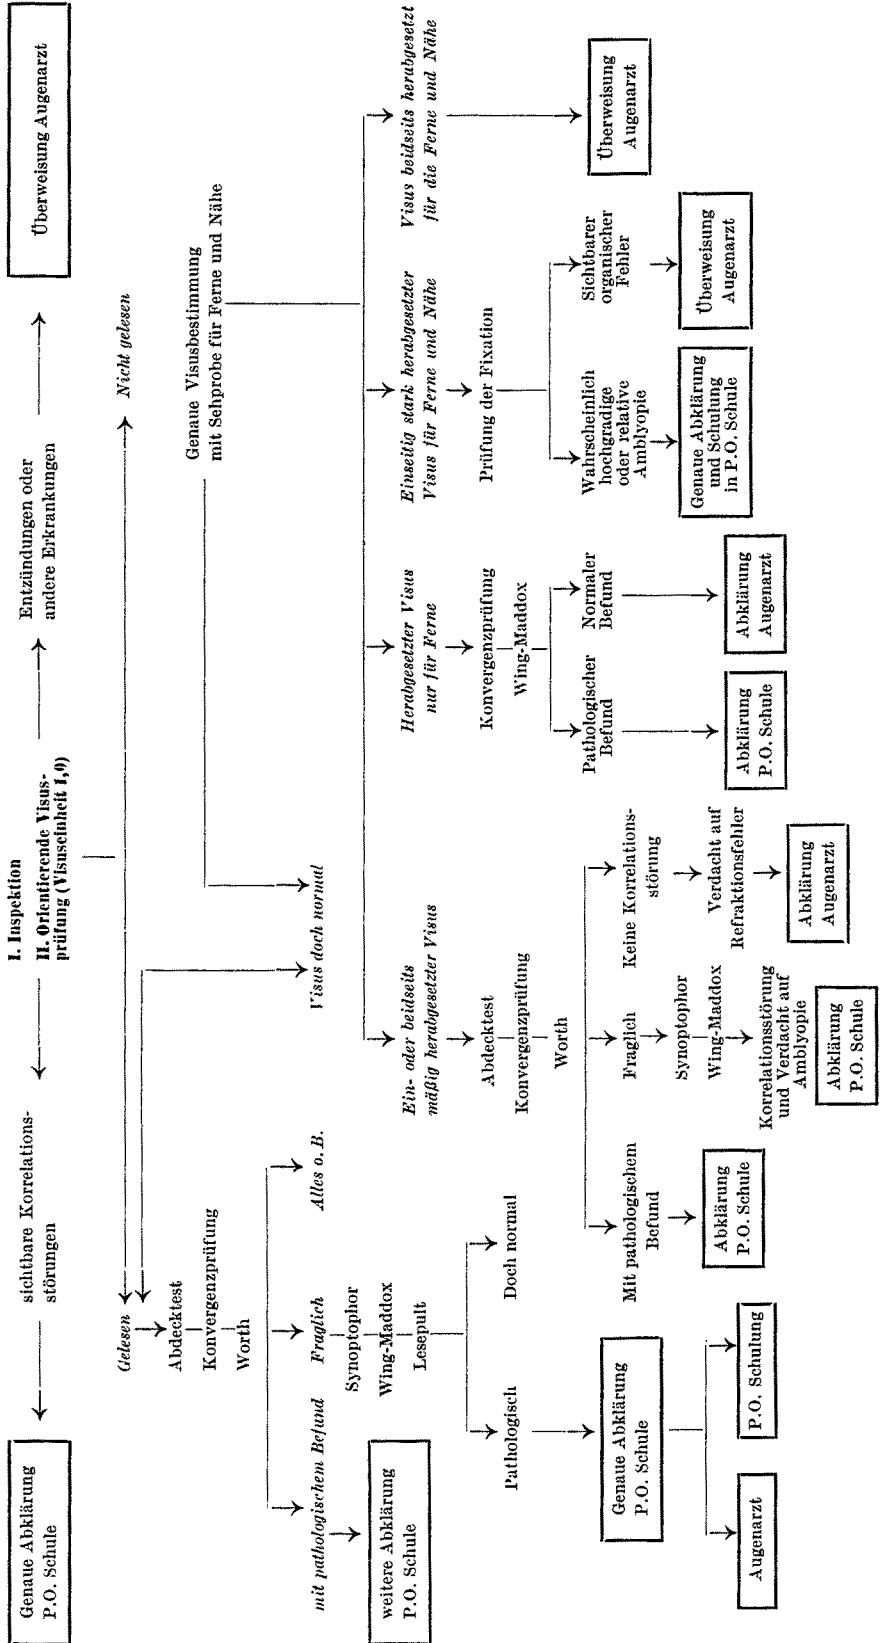 I. Inspektion
II. Orientierende Visus-
prüfung (Visuseinheit 1,0)
sichtbare Korrelations-
störungen
Genaue Abklärung
P.O. Schule
Entzündungen oder
andere Erkrankungen
Überweisung Augenarzt
Gelesen
Nicht gelesen
Abdecktest
Konvergenzprüfung
Worth
mit pathologischem Befund
Fraglich
Alles o.B.
weitere Abklärung
P.O. Schule
Synoptophor
Wing-Maddox
Lesepult
Pathologisch
Doch normal
Genaue Abklärung
P.O. Schule
Augenarzt
P.O. Schulung
Genaue Visusbestimmung
mit Sehprobe für Ferne und Nähe
Visus doch normal
Ein- oder beidseits
mäßig herabgesetzter Visus
Abdecktest
Konvergenzprüfung
Worth
Mit pathologischem
Befund
Abklärung
P.O. Schule
Fraglich
Synoptophor
Wing-Maddox
Korrelationsstörung
und Verdacht auf
Amblyopie
Abklärung
P.O. Schule
Keine Korrelations-
störung
Verdacht auf
Refraktionsfehler
Abklärung
Augenarzt
Herabgesetzter Visus
nur für Ferne
Konvergenzprüfung
Wing-Maddox
Pathologischer
Befund
Abklärung
P.O. Schule
Normaler
Befund
Abklärung
Augenarzt
Einseitig stark herabgesetzter
Visus für Ferne und Nähe
Prüfung der Fixation
Wahrscheinlich
hochgradige
oder relative
Amblyopie
Genaue Abklärung
und Schulung
in P.O. Schule
Sichtbarer
organischer
Fehler
Überweisung
Augenarzt
Visus beidseits herabgesetzt
für die Ferne und Nähe
Überweisung
Augenarzt